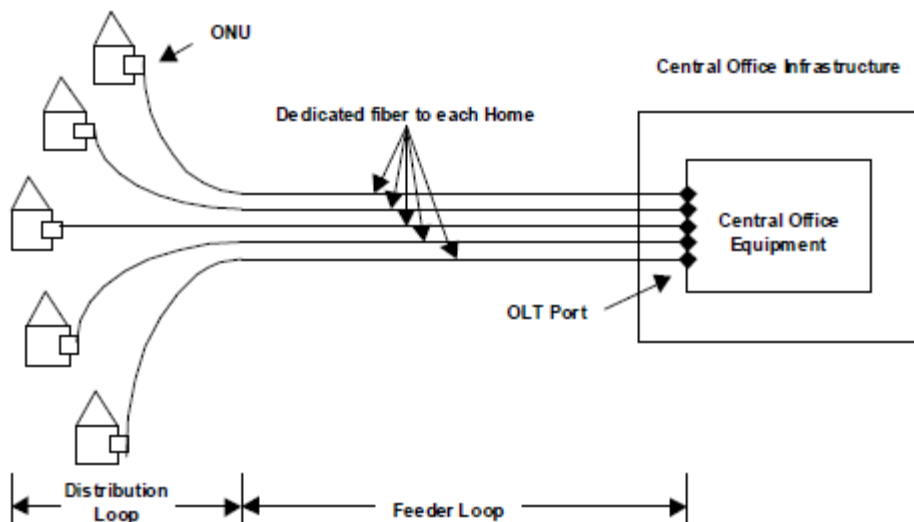 ONU
Central Office Infrastructure
Dedicated fiber to each Home
Central Office
Equipment
OLT Port
Distribution
Loop
Feeder Loop